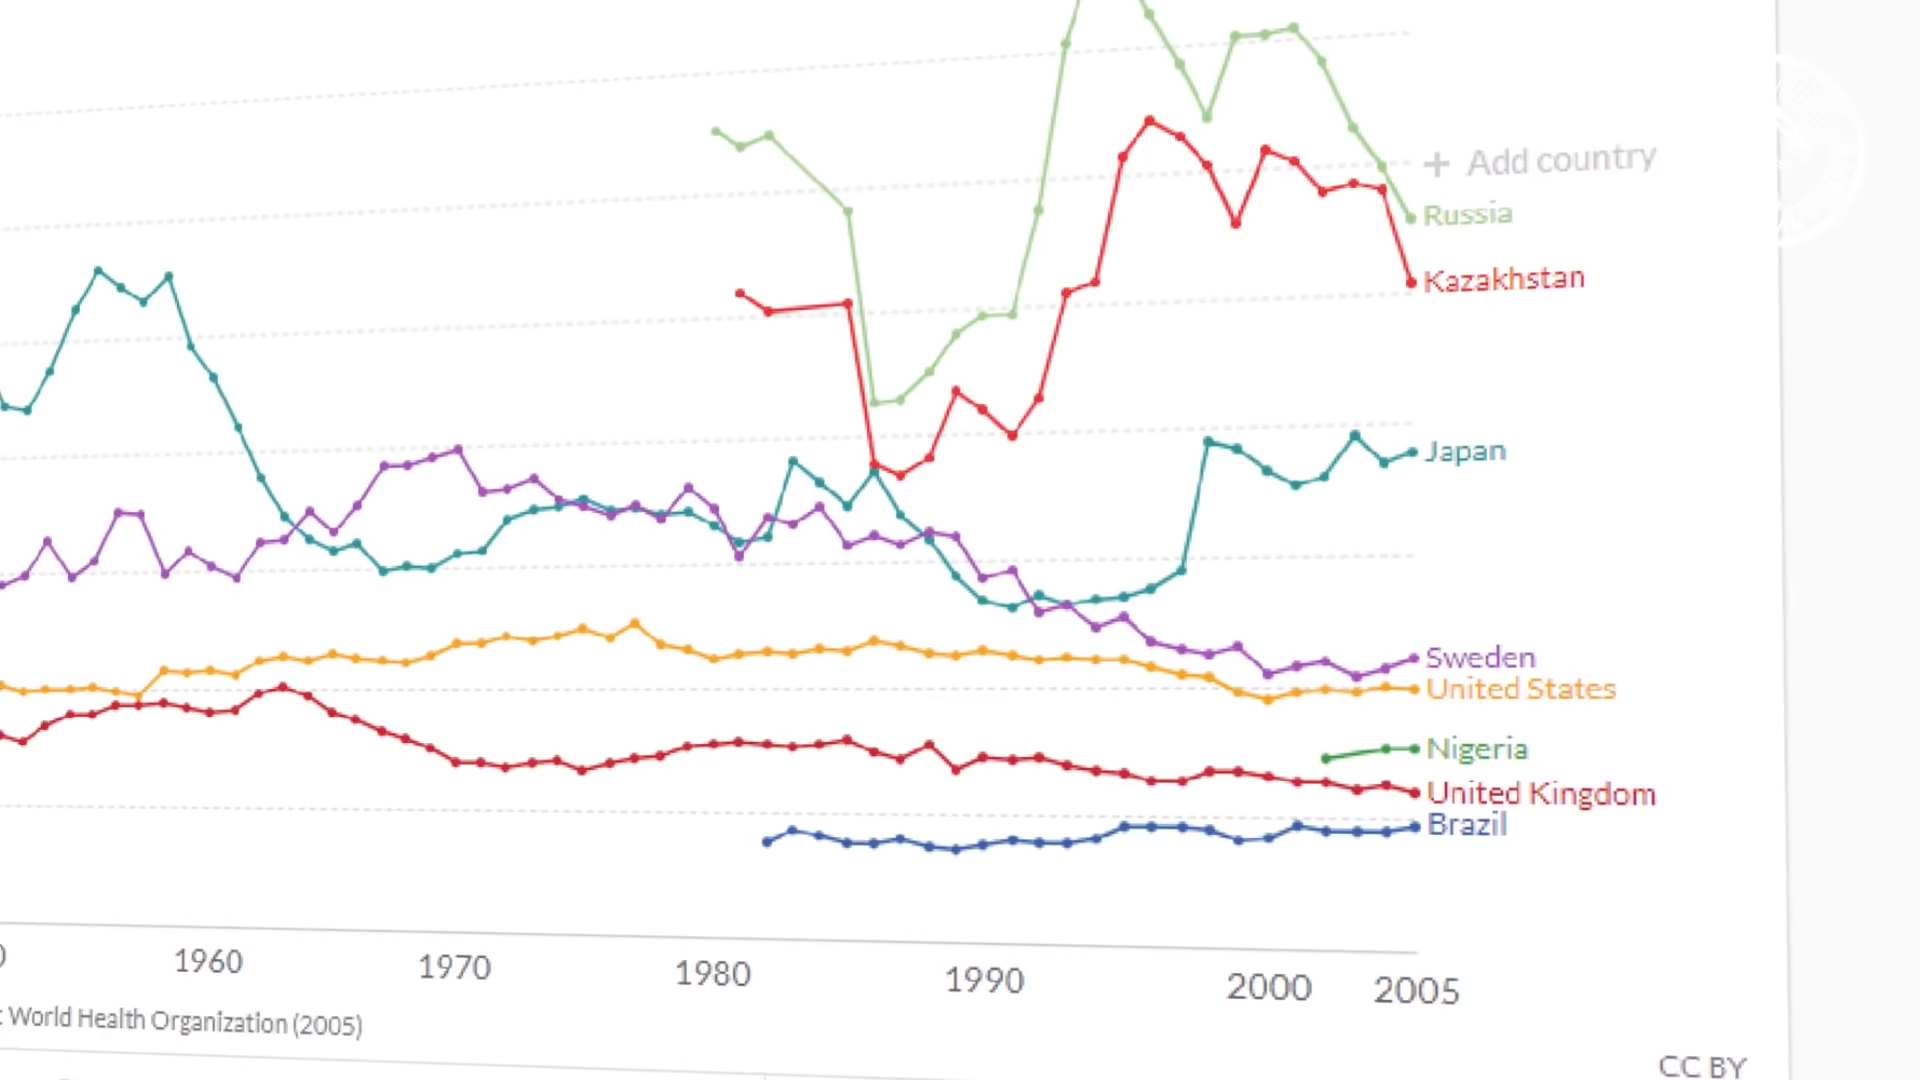 + Add country
Russia
Kazakhstan
Japan
Sweden
United States
Nigeria
United Kingdom
Brazil
1960 1970 1980 1990 2000 2005
: World Health Organization (2005)
CC BY